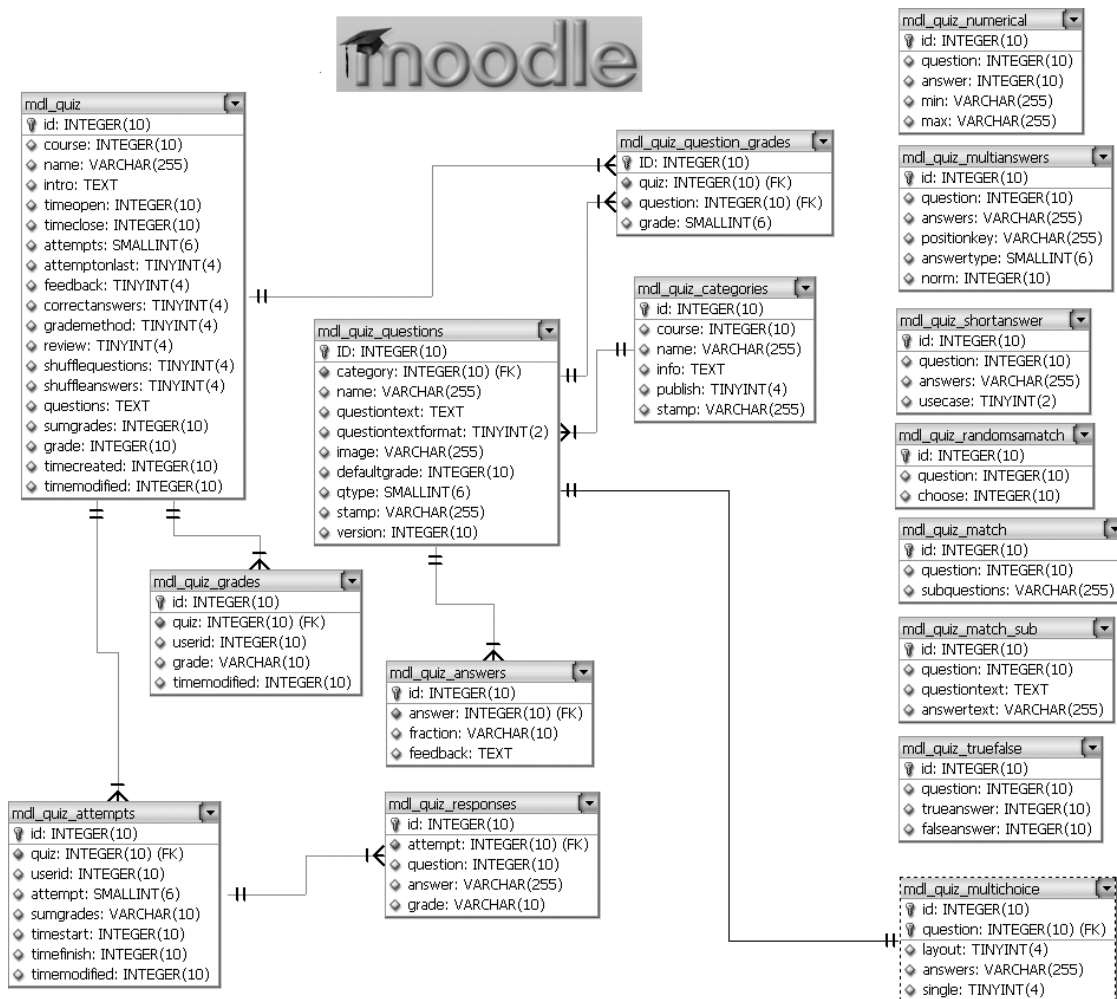 moodle
mdl_quiz
id: INTEGER(10)
course: INTEGER(10)
name: VARCHAR(255)
intro: TEXT
timeopen: INTEGER(10)
timeclose: INTEGER(10)
attempts: SMALLINT(6)
attemptonlast: TINYINT(4)
feedback: TINYINT(4)
correctanswers: TINYINT(4)
grademethod: TINYINT(4)
review: TINYINT(4)
shufflequestions: TINYINT(4)
shuffleanswers: TINYINT(4)
questions: TEXT
sumgrades: INTEGER(10)
grade: INTEGER(10)
timecreated: INTEGER(10)
timemodified: INTEGER(10)
mdl_quiz_question_grades
ID: INTEGER(10)
quiz: INTEGER(10) (FK)
question: INTEGER(10) (FK)
grade: SMALLINT(6)
mdl_quiz_categories
id: INTEGER(10)
course: INTEGER(10)
name: VARCHAR(255)
info: TEXT
publish: TINYINT(4)
stamp: VARCHAR(255)
mdl_quiz_questions
ID: INTEGER(10)
category: INTEGER(10) (FK)
name: VARCHAR(255)
questiontext: TEXT
questiontextformat: TINYINT(2)
image: VARCHAR(255)
defaultgrade: INTEGER(10)
qtype: SMALLINT(6)
stamp: VARCHAR(255)
version: INTEGER(10)
mdl_quiz_grades
id: INTEGER(10)
quiz: INTEGER(10) (FK)
userid: INTEGER(10)
grade: VARCHAR(10)
timemodified: INTEGER(10)
mdl_quiz_answers
id: INTEGER(10)
answer: INTEGER(10) (FK)
fraction: VARCHAR(10)
feedback: TEXT
mdl_quiz_attempts
id: INTEGER(10)
quiz: INTEGER(10) (FK)
userid: INTEGER(10)
attempt: SMALLINT(6)
sumgrades: VARCHAR(10)
timestart: INTEGER(10)
timefinish: INTEGER(10)
timemodified: INTEGER(10)
mdl_quiz_responses
id: INTEGER(10)
attempt: INTEGER(10) (FK)
question: INTEGER(10)
answer: VARCHAR(255)
grade: VARCHAR(10)
mdl_quiz_numerical
id: INTEGER(10)
question: INTEGER(10)
answer: INTEGER(10)
min: VARCHAR(255)
max: VARCHAR(255)
mdl_quiz_multianswers
id: INTEGER(10)
question: INTEGER(10)
answers: VARCHAR(255)
positionkey: VARCHAR(255)
answertype: SMALLINT(6)
norm: INTEGER(10)
mdl_quiz_shortanswer
id: INTEGER(10)
question: INTEGER(10)
answers: VARCHAR(255)
usecase: TINYINT(2)
mdl_quiz_randomsamatch
id: INTEGER(10)
question: INTEGER(10)
choose: INTEGER(10)
mdl_quiz_match
id: INTEGER(10)
question: INTEGER(10)
subquestions: VARCHAR(255)
mdl_quiz_match_sub
id: INTEGER(10)
question: INTEGER(10)
questiontext: TEXT
answertext: VARCHAR(255)
mdl_quiz_truefalse
id: INTEGER(10)
question: INTEGER(10)
trueanswer: INTEGER(10)
falseanswer: INTEGER(10)
mdl_quiz_multichoice
id: INTEGER(10)
question: INTEGER(10) (FK)
layout: TINYINT(4)
answers: VARCHAR(255)
single: TINYINT(4)